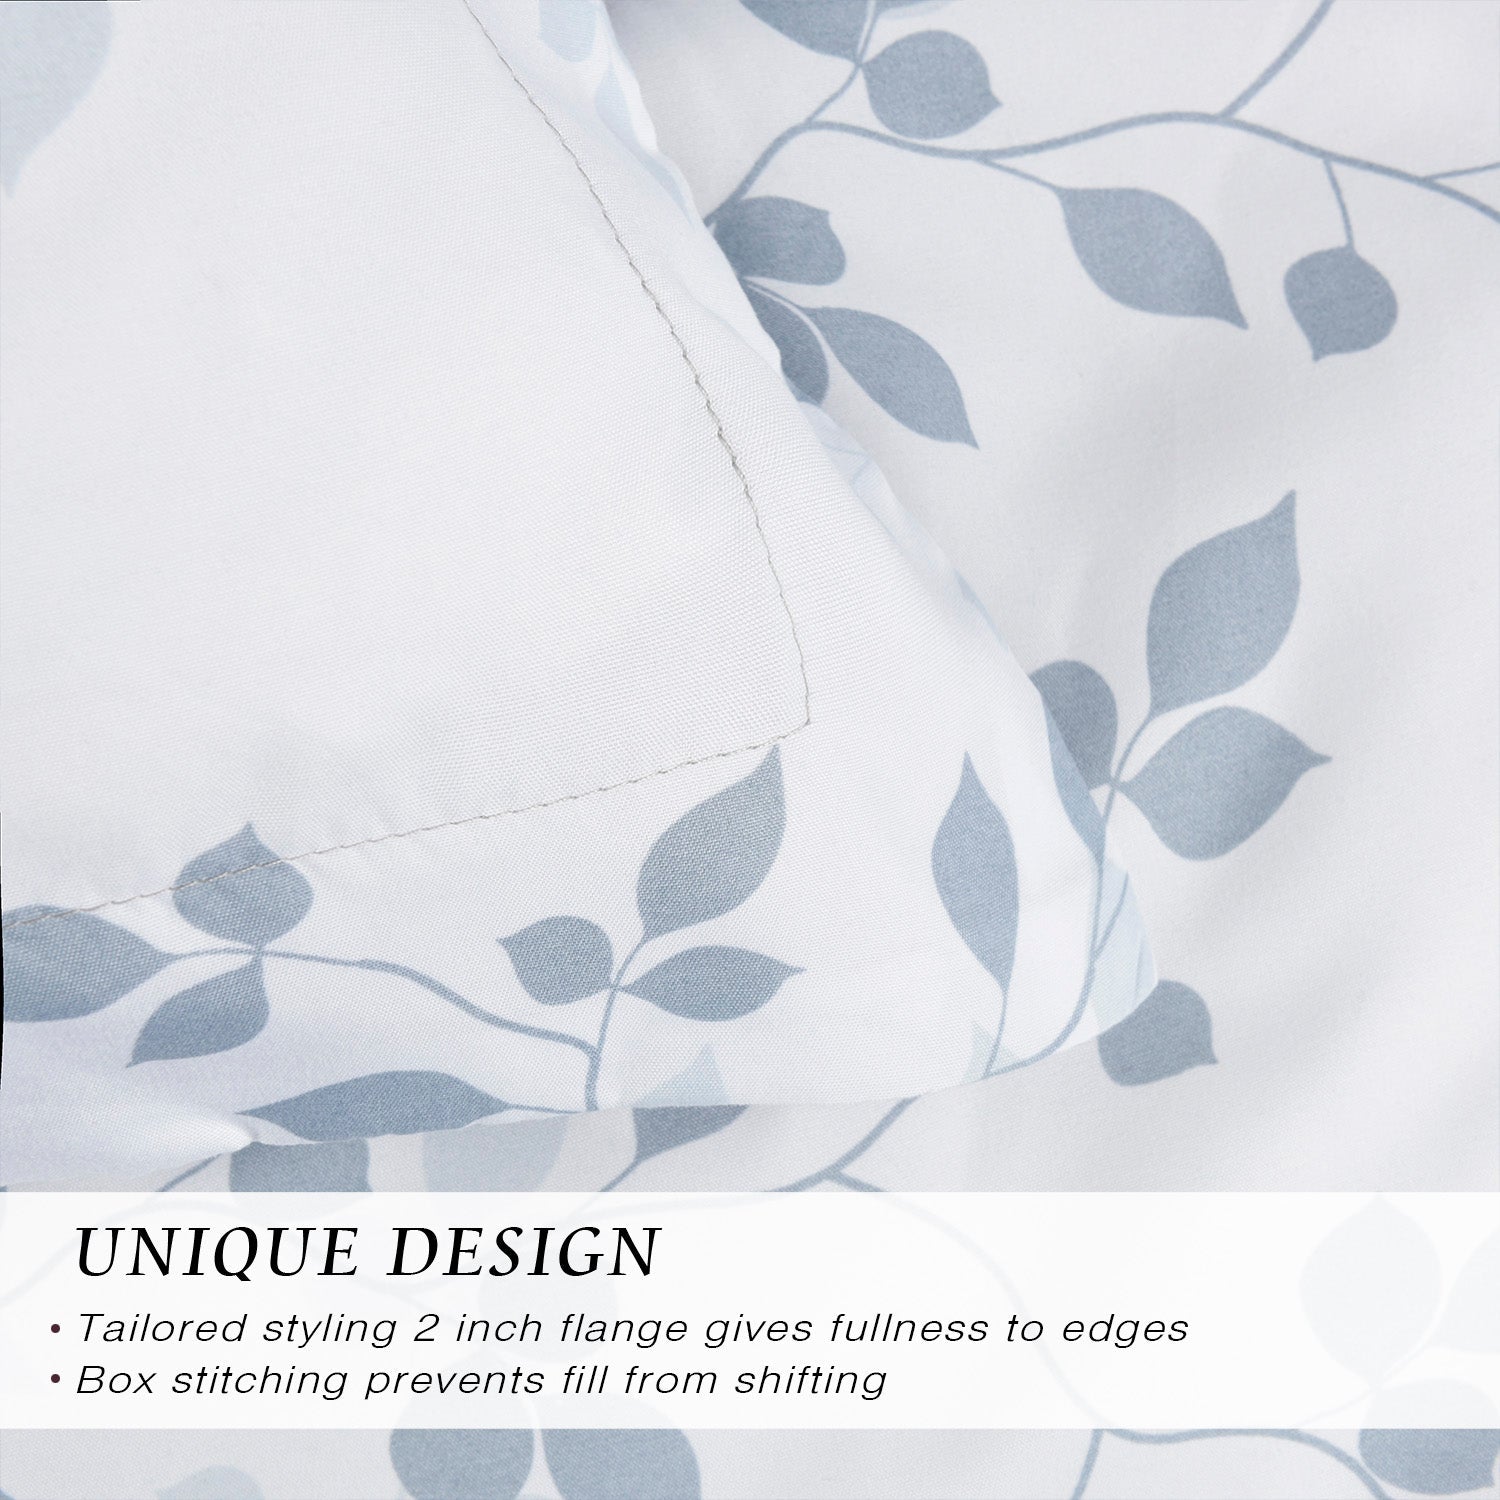 UNIQUE DESIGN
• Tailored styling 2 inch flange gives fullness to edges
• Box stitching prevents fill from shifting